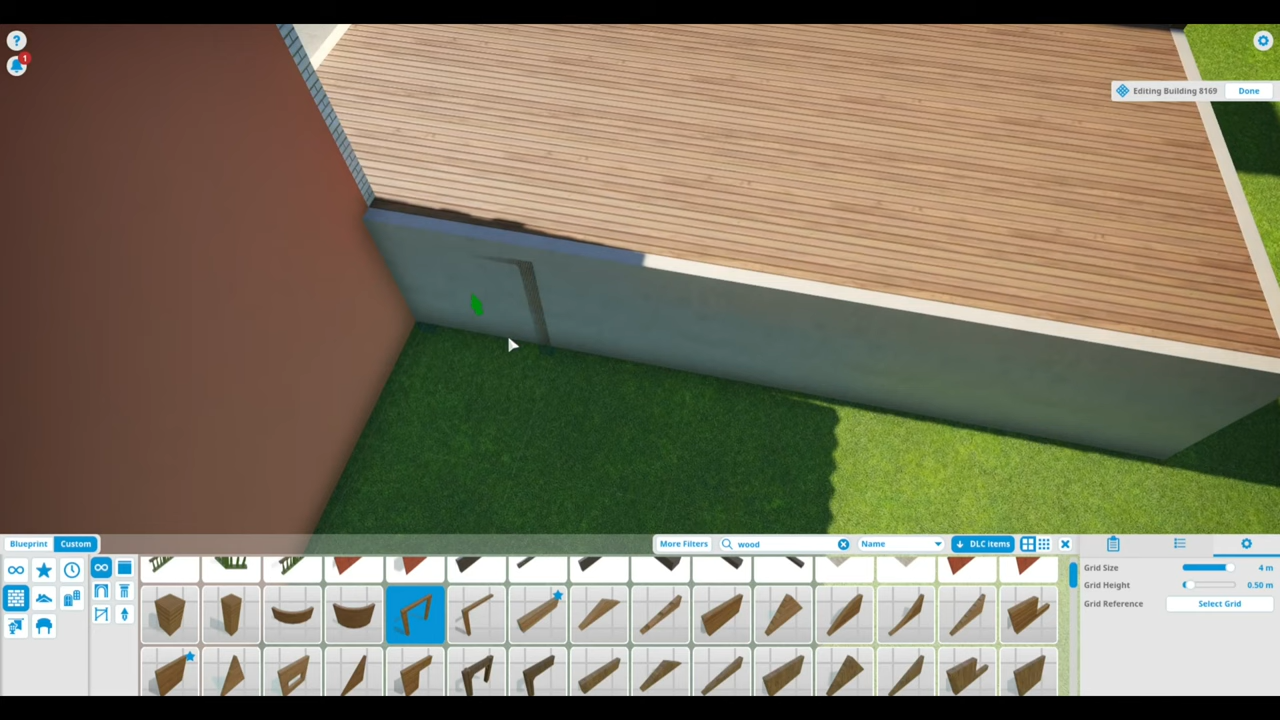 ?
1
Editing Building 8169 Done
Blueprint Custom
More Filters wood Name DLC items
Grid Size 4 m
Grid Height 0.50 m
Grid Reference Select Grid